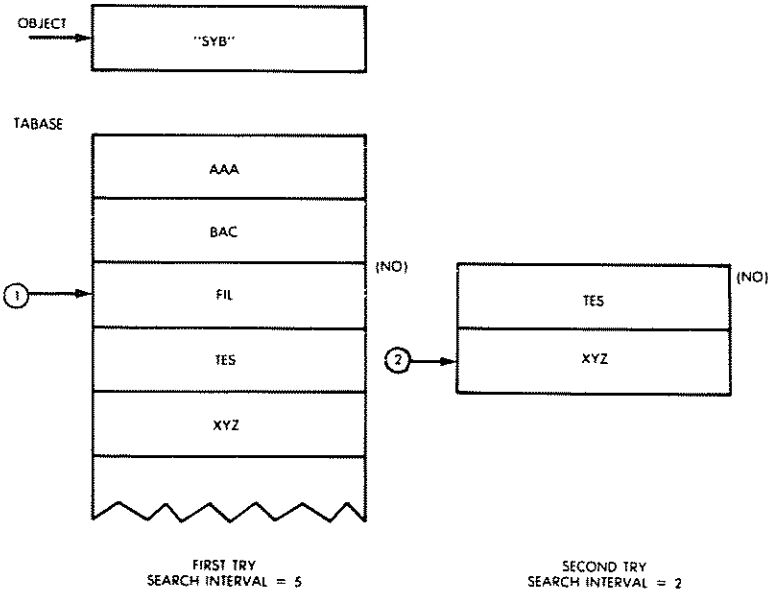 OBJECT
"SYB"
TABASE
AAA
BAC
(NO)
1
FIL
TES
XYZ
(NO)
TES
2
XYZ
FIRST TRY
SEARCH INTERVAL = 5
SECOND TRY
SEARCH INTERVAL = 2